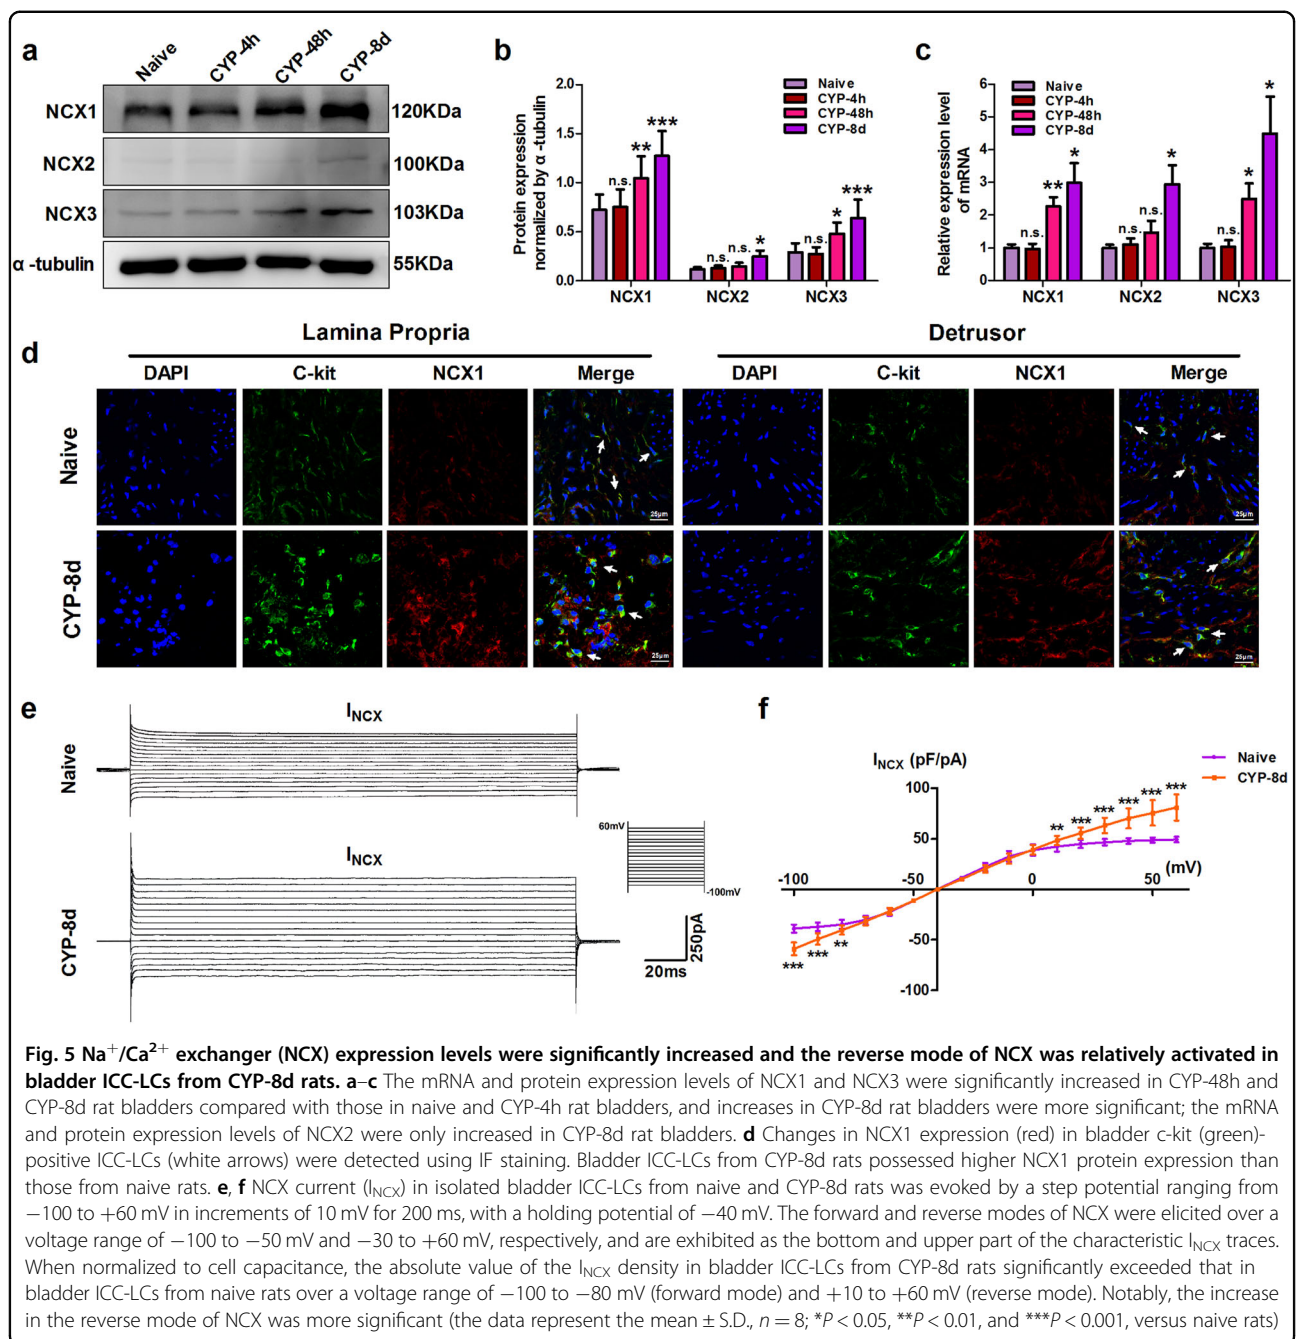 a
Naive
CYP-4h
CYP-48h
CYP-8d
NCX1
120KDa
NCX2
100KDa
NCX3
103KDa
α -tubulin
55KDa
b
Protein expression
normalized by α -tubulin
2.0
1.5
1.0
0.5
0.0
Naive
CYP-4h
CYP-48h
CYP-8d
n.s.
**
***
n.s.
n.s.
*
n.s.
*
***
NCX1
NCX2
NCX3
c
Relative expression level
of mRNA
6
5
4
3
2
1
0
Naive
CYP-4h
CYP-48h
CYP-8d
n.s.
**
*
n.s.
n.s.
*
n.s.
*
*
NCX1
NCX2
NCX3
d
Lamina Propria
Detrusor
DAPI
C-kit
NCX1
Merge
DAPI
C-kit
NCX1
Merge
Naive
25μm
25μm
CYP-8d
25μm
25μm
e
INCX
Naive
INCX
CYP-8d
60mV
-100mV
250pA
20ms
f
INCX (pF/pA)
Naive
CYP-8d
100
50
-50
-100
-100
-50
0
50
(mV)
**
***
***
***
***
***
***
***
**
Fig. 5 Na+/Ca2+ exchanger (NCX) expression levels were significantly increased and the reverse mode of NCX was relatively activated in
bladder ICC-LCs from CYP-8d rats. a–c The mRNA and protein expression levels of NCX1 and NCX3 were significantly increased in CYP-48h and
CYP-8d rat bladders compared with those in naive and CYP-4h rat bladders, and increases in CYP-8d rat bladders were more significant; the mRNA
and protein expression levels of NCX2 were only increased in CYP-8d rat bladders. d Changes in NCX1 expression (red) in bladder c-kit (green)-
positive ICC-LCs (white arrows) were detected using IF staining. Bladder ICC-LCs from CYP-8d rats possessed higher NCX1 protein expression than
those from naive rats. e, f NCX current (INCX) in isolated bladder ICC-LCs from naive and CYP-8d rats was evoked by a step potential ranging from
−100 to +60 mV in increments of 10 mV for 200 ms, with a holding potential of −40 mV. The forward and reverse modes of NCX were elicited over a
voltage range of −100 to −50 mV and −30 to +60 mV, respectively, and are exhibited as the bottom and upper part of the characteristic INCX traces.
When normalized to cell capacitance, the absolute value of the INCX density in bladder ICC-LCs from CYP-8d rats significantly exceeded that in
bladder ICC-LCs from naive rats over a voltage range of −100 to −80 mV (forward mode) and +10 to +60 mV (reverse mode). Notably, the increase
in the reverse mode of NCX was more significant (the data represent the mean ± S.D., n = 8; *P < 0.05, **P < 0.01, and ***P < 0.001, versus naive rats)